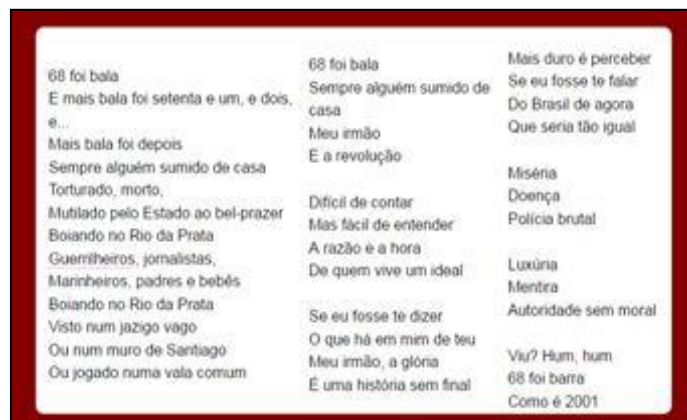 68 foi bala
E mais bala foi setenta e um, e dois,
e...
Mais bala foi depois
Sempre alguém sumido de casa
Torturado, morto,
Mutilado pelo Estado ao bel-prazer
Boiando no Rio da Prata
Guerrilheiros, jornalistas,
Marinheiros, padres e bebês
Boiando no Rio da Prata
Visto num jazigo vago
Ou num muro de Santiago
Ou jogado numa vala comum
68 foi bala
Sempre alguém sumido de
casa
Meu irmão
E a revolução
Difícil de contar
Mas fácil de entender
A razão e a hora
De quem vive um ideal
Se eu fosse te dizer
O que há em mim de teu
Meu irmão, a glória
É uma história sem final
Mais duro é perceber
Se eu fosse te falar
Do Brasil de agora
Que seria tão igual
Miséria
Doença
Polícia brutal
Luxúria
Mentira
Autoridade sem moral
Viu? Hum, hum
68 foi barra
Como é 2001